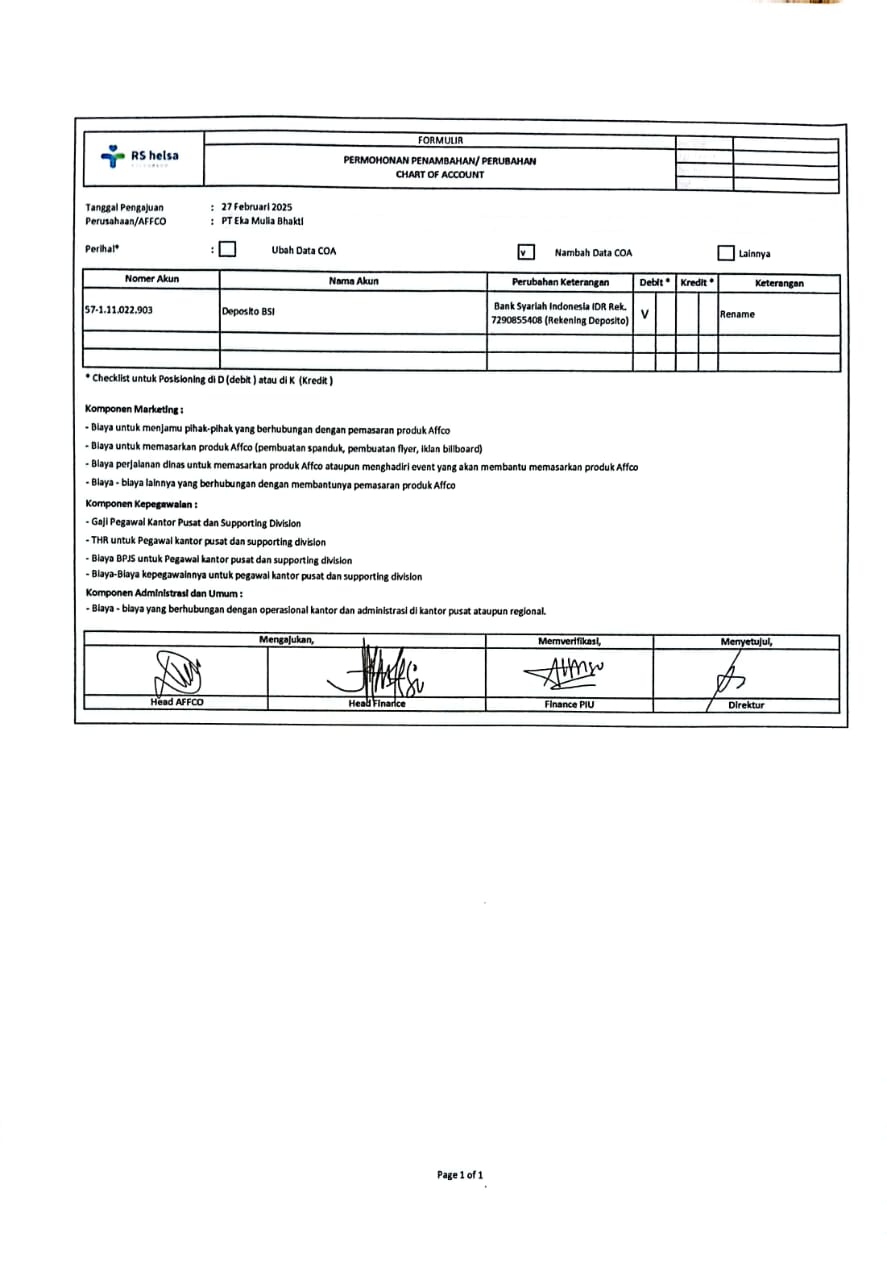 RS helsa
FORMULIR
PERMOHONAN PENAMBAHAN/ PERUBAHAN
CHART OF ACCOUNT
Tanggal Pengajuan : 27 Februari 2025
Perusahaan/AFFCO : PT Eka Mulia Bhakti
Perihal* : Ubah Data COA v Nambah Data COA Lainnya
Nomer Akun Nama Akun Perubahan Keterangan Debit * Kredit * Keterangan
57-1.11.022.903 Deposito BSI Bank Syariah Indonesia IDR Rek. 7290855408 (Rekening Deposito) V Rename
* Checklist untuk Posisioning di D (debit ) atau di K (Kredit )
Komponen Marketing :
- Biaya untuk menjamu pihak-pihak yang berhubungan dengan pemasaran produk Affco
- Biaya untuk memasarkan produk Affco (pembuatan spanduk, pembuatan flyer, iklan billboard)
- Biaya perjalanan dinas untuk memasarkan produk Affco ataupun menghadiri event yang akan membantu memasarkan produk Affco
- Biaya - biaya lainnya yang berhubungan dengan membantunya pemasaran produk Affco
Komponen Kepegawaian :
- Gaji Pegawai Kantor Pusat dan Supporting Division
- THR untuk Pegawai kantor pusat dan supporting division
- Biaya BPJS untuk Pegawai kantor pusat dan supporting division
- Biaya-Biaya kepegawainnya untuk pegawai kantor pusat dan supporting division
Komponen Administrasi dan Umum :
- Biaya - biaya yang berhubungan dengan operasional kantor dan administrasi di kantor pusat ataupun regional.
Mengajukan, Memverifikasi, Menyetujui,
Head AFFCO Head Finance Finance PIU Direktur
Page 1 of 1